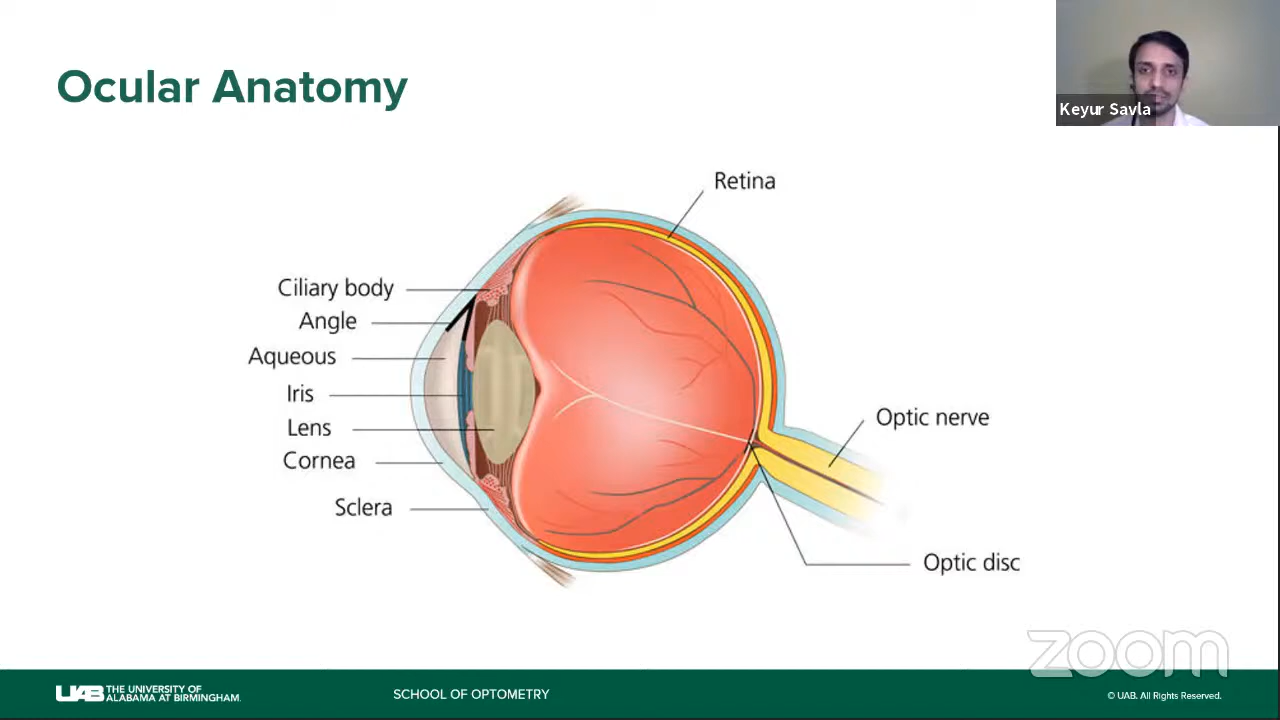 Ocular Anatomy
Keyur Savla
Retina
Ciliary body
Angle
Aqueous
Iris
Lens
Cornea
Sclera
Optic nerve
Optic disc
zoom
UAB THE UNIVERSITY OF
ALABAMA AT BIRMINGHAM.
SCHOOL OF OPTOMETRY
© UAB. All Rights Reserved.